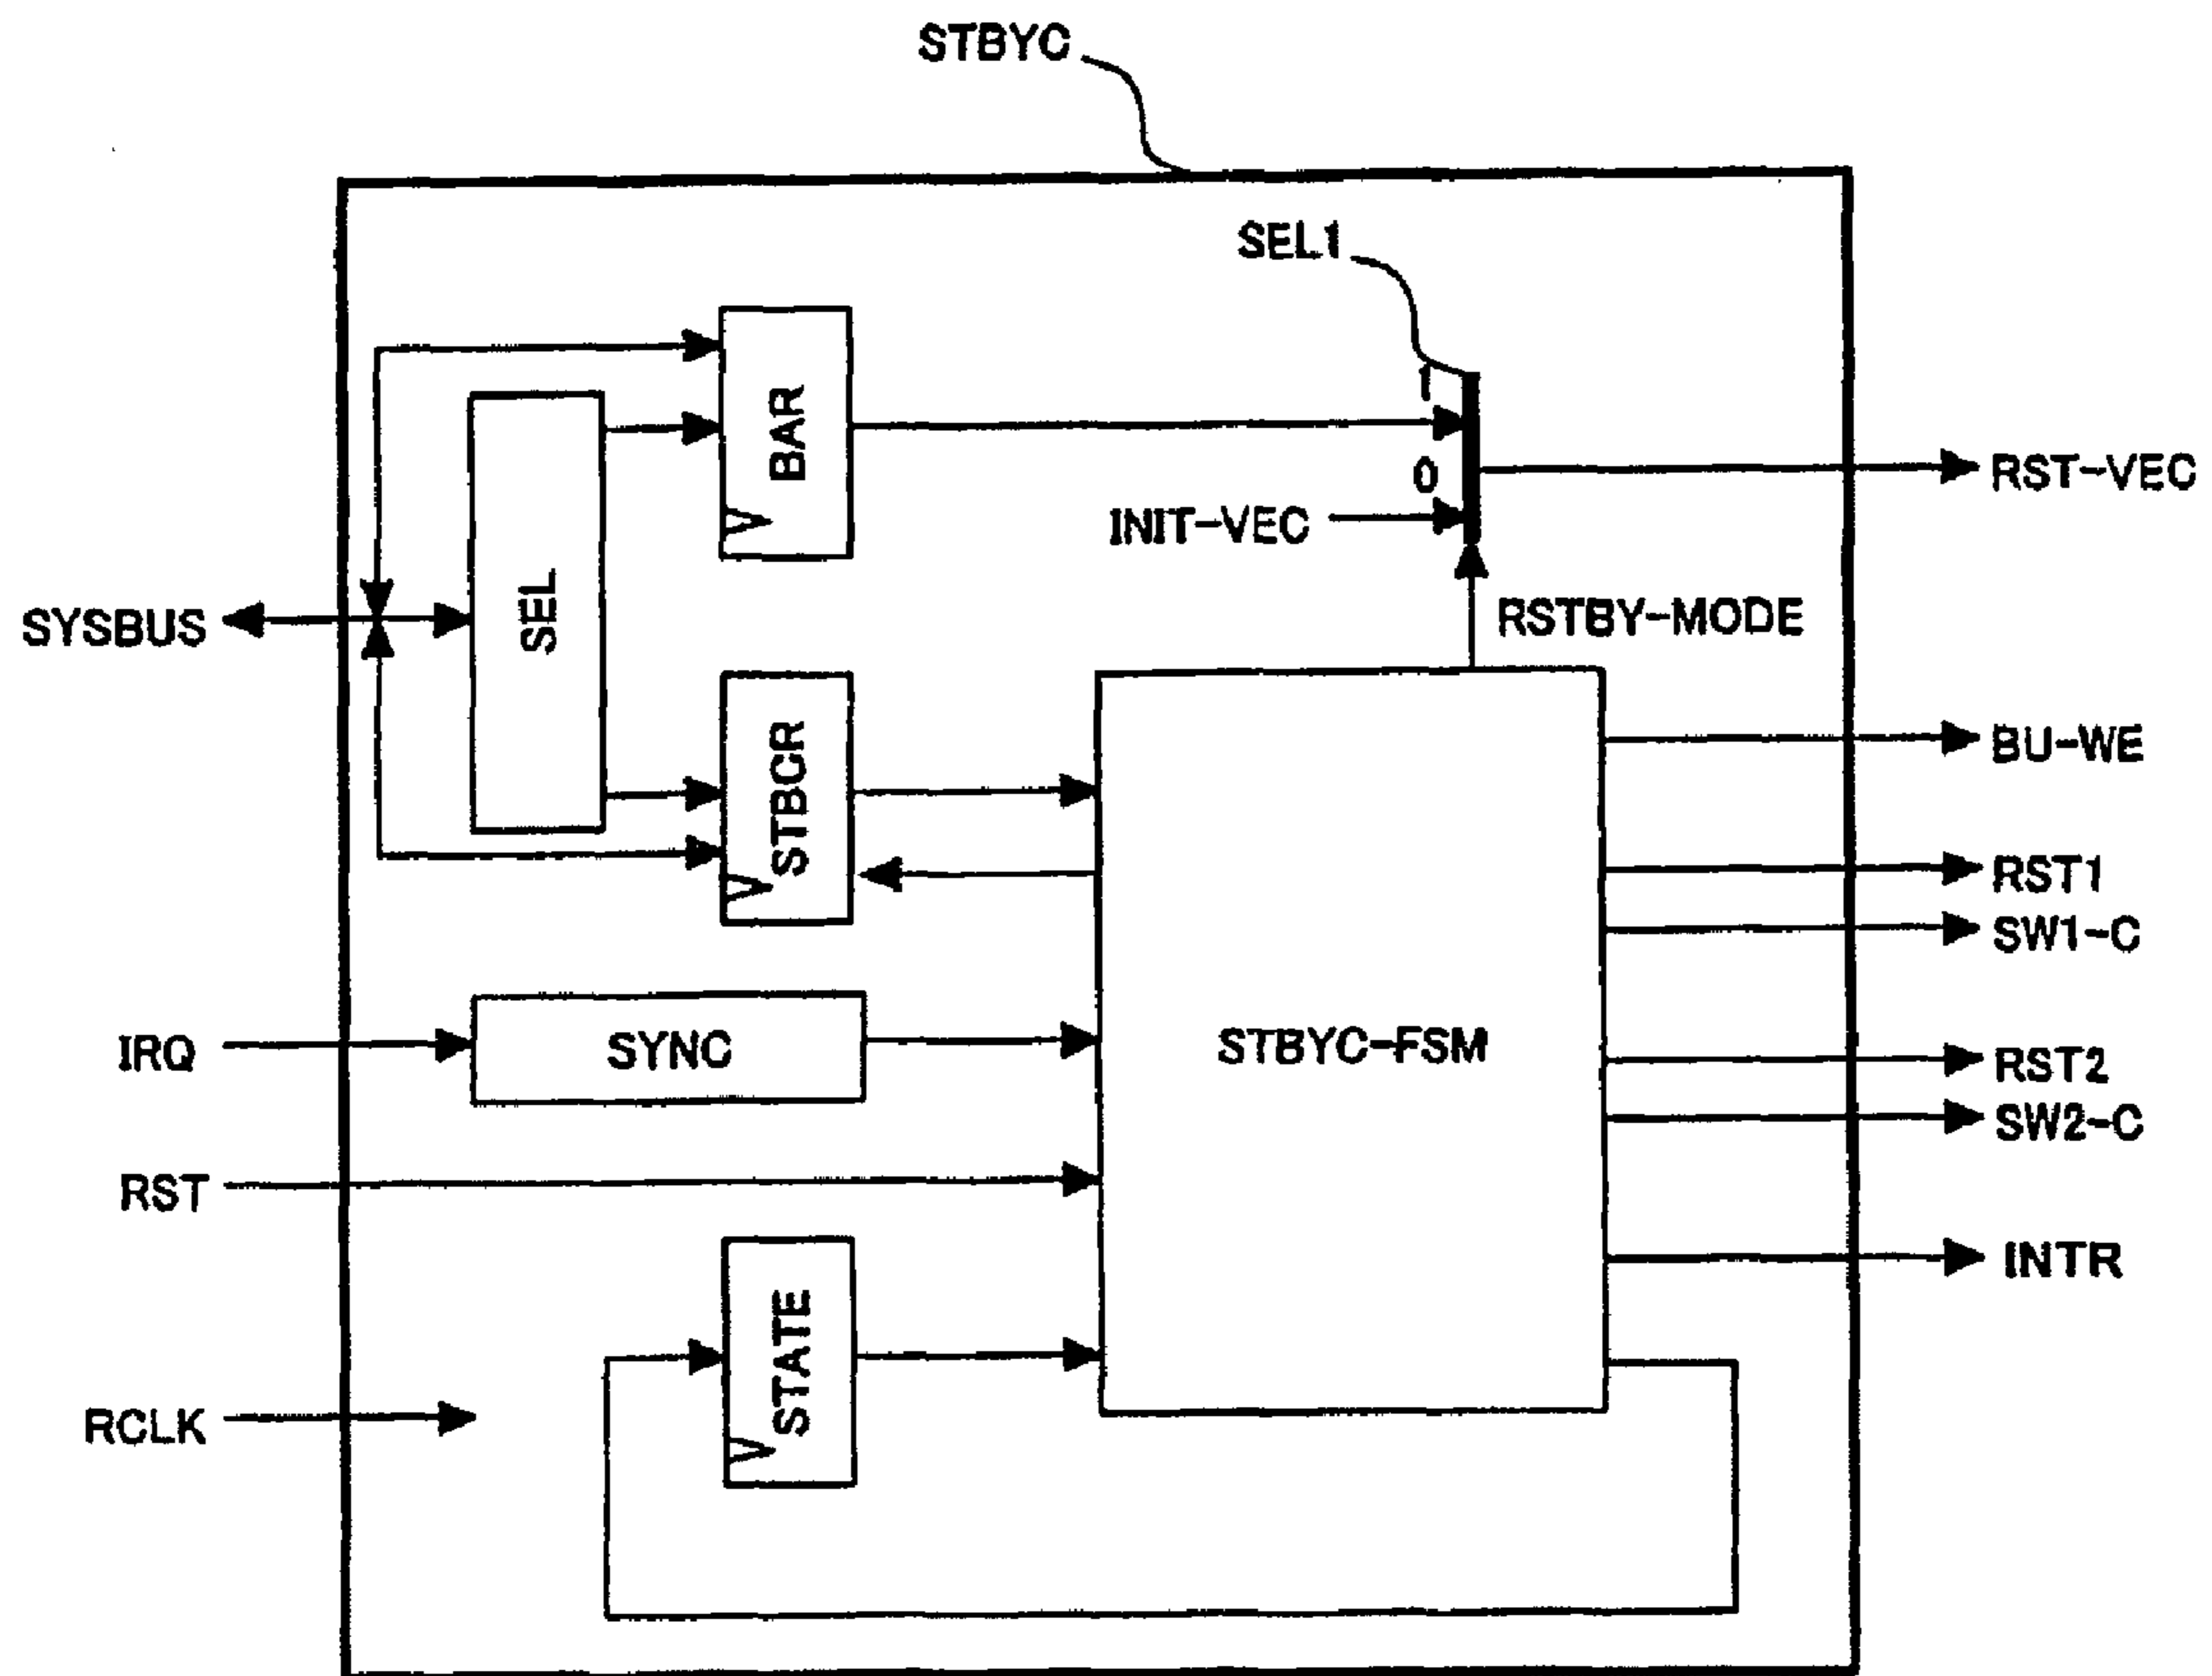 STBYC
SEL1
BAR
1
0
RST-VEC
INIT-VEC
SEL
SYSBUS
RSTBY-MODE
STBCR
BU-WE
RST1
SW1-C
IRQ
SYNC
STBYC-FSM
RST2
SW2-C
RST
INTR
STATE
RCLK